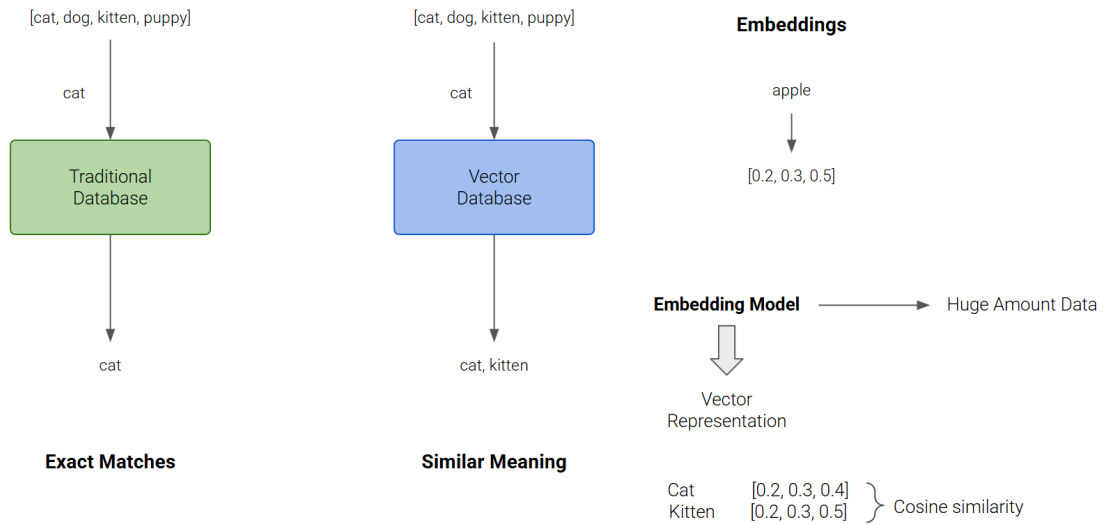 [cat, dog, kitten, puppy]
cat
Traditional
Database
cat
Exact Matches
[cat, dog, kitten, puppy]
cat
Vector
Database
cat, kitten
Similar Meaning
Embeddings
apple
[0.2, 0.3, 0.5]
Embedding Model
Huge Amount Data
Vector
Representation
Cat [0.2, 0.3, 0.4]
Kitten [0.2, 0.3, 0.5]
Cosine similarity